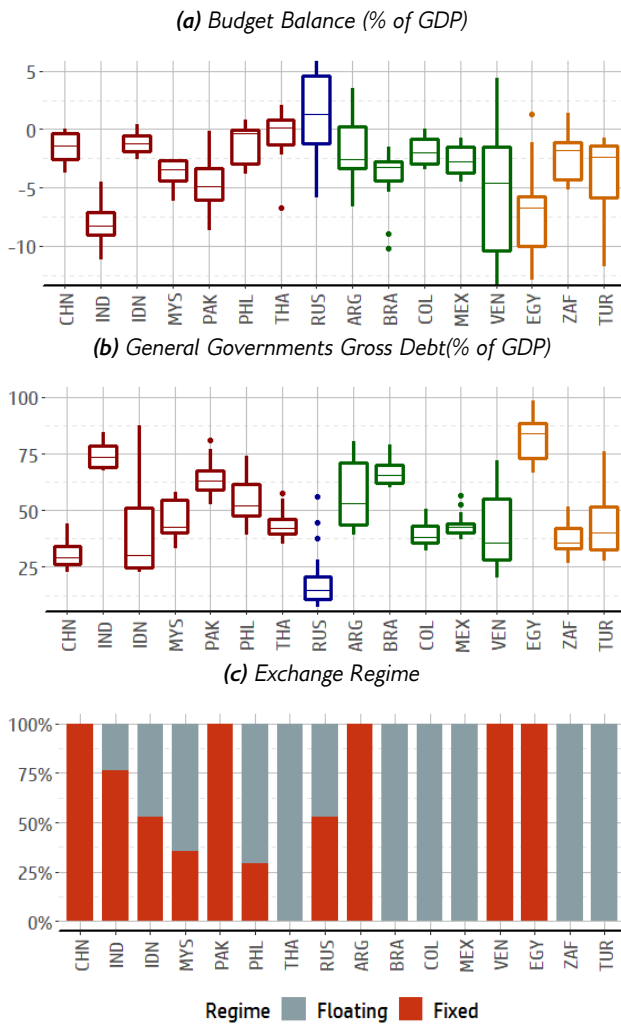 (a) Budget Balance (% of GDP)
5
0
-5
-10
CHN IND IDN MYS PAK PHL THA RUS ARG BRA COL MEX VEN EGY ZAF TUR
(b) General Governments Gross Debt(% of GDP)
100
75
50
25
CHN IND IDN MYS PAK PHL THA RUS ARG BRA COL MEX VEN EGY ZAF TUR
(c) Exchange Regime
100%
75%
50%
25%
0%
CHN IND IDN MYS PAK PHL THA RUS ARG BRA COL MEX VEN EGY ZAF TUR
Regime Floating Fixed